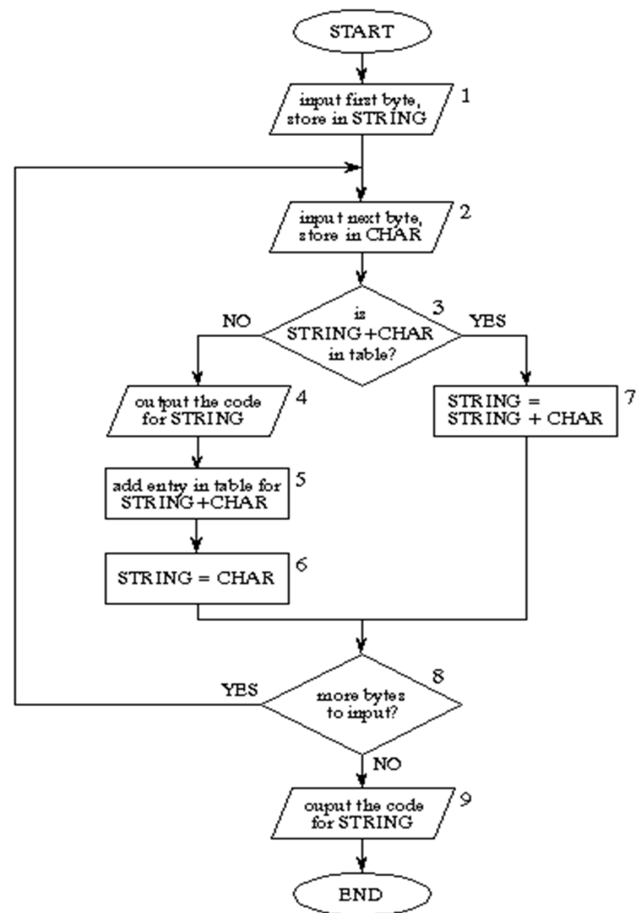 START
1
input first byte,
store in STRING
2
input next byte,
store in CHAR
3
is
STRING+CHAR
in table?
NO
YES
4
output the code
for STRING
5
add entry in table for
STRING+CHAR
6
STRING = CHAR
7
STRING =
STRING + CHAR
8
more bytes
to input?
YES
NO
9
ouput the code
for STRING
END